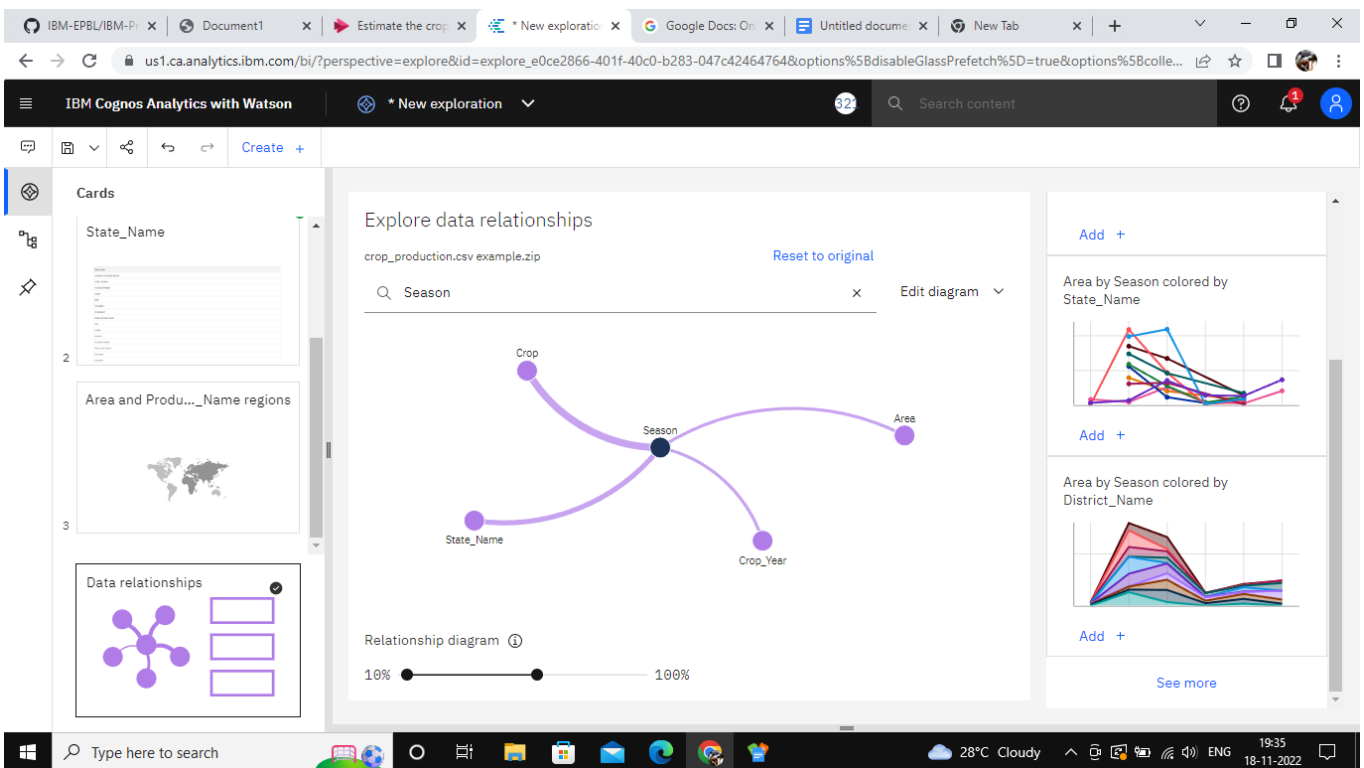 IBM-EPBL/IBM-Pr
Document1
Estimate the crop
* New exploration
Google Docs: On
Untitled docume
New Tab
us1.ca.analytics.ibm.com/bi/?perspective=explore&id=explore_e0ce2866-401f-40c0-b283-047c42464764&options%5BdisableGlassPrefetch%5D=true&options%5Bcolle...
IBM Cognos Analytics with Watson
* New exploration
321
Search content
1
Create +
Cards
State_Name
2
Area and Produ..._Name regions
3
Data relationships
Explore data relationships
crop_production.csv example.zip
Reset to original
Season
Edit diagram
Crop
Season
Area
State_Name
Crop_Year
Relationship diagram
10%
100%
Add +
Area by Season colored by
State_Name
Add +
Area by Season colored by
District_Name
Add +
See more
Type here to search
28°C Cloudy
ENG
19:35
18-11-2022